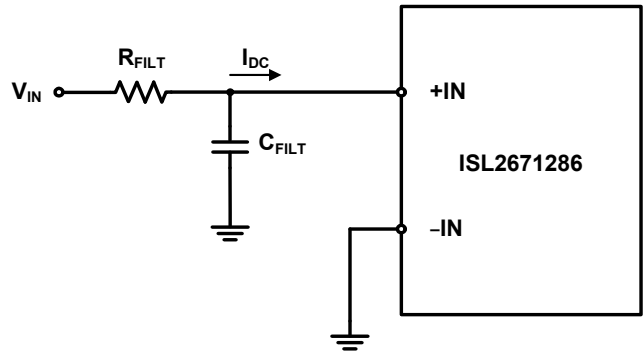 R_FILT
I_DC
V_IN
+IN
C_FILT
ISL2671286
–IN